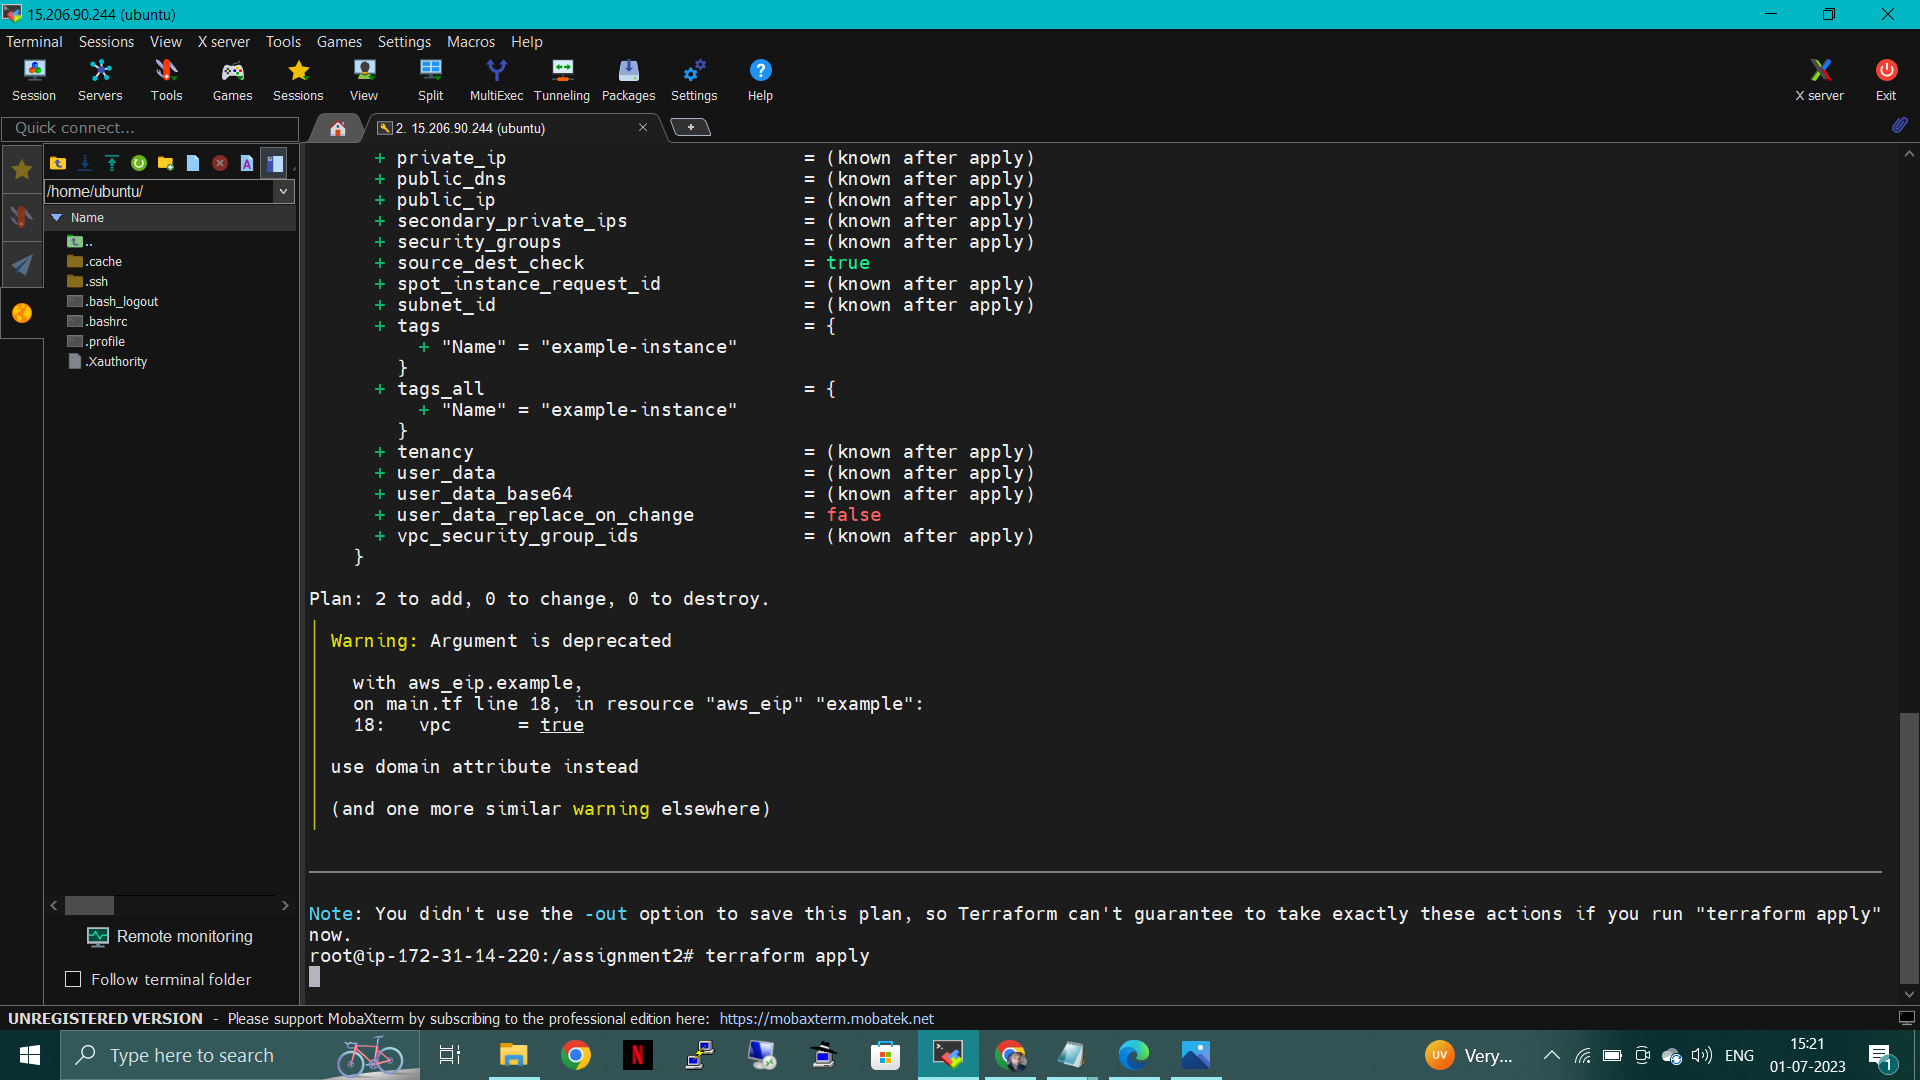 15.206.90.244 (ubuntu)
Terminal Sessions View X server Tools Games Settings Macros Help
Session Servers Tools Games Sessions View Split MultiExec Tunneling Packages Settings Help X server Exit
Quick connect...
2. 15.206.90.244 (ubuntu)
/home/ubuntu/
Name
..
.cache
.ssh
.bash_logout
.bashrc
.profile
.Xauthority
Remote monitoring
Follow terminal folder
+ private_ip = (known after apply)
+ public_dns = (known after apply)
+ public_ip = (known after apply)
+ secondary_private_ips = (known after apply)
+ security_groups = (known after apply)
+ source_dest_check = true
+ spot_instance_request_id = (known after apply)
+ subnet_id = (known after apply)
+ tags = {
+ "Name" = "example-instance"
}
+ tags_all = {
+ "Name" = "example-instance"
}
+ tenancy = (known after apply)
+ user_data = (known after apply)
+ user_data_base64 = (known after apply)
+ user_data_replace_on_change = false
+ vpc_security_group_ids = (known after apply)
}
Plan: 2 to add, 0 to change, 0 to destroy.
Warning: Argument is deprecated
with aws_eip.example,
on main.tf line 18, in resource "aws_eip" "example":
18: vpc = true
use domain attribute instead
(and one more similar warning elsewhere)
Note: You didn't use the -out option to save this plan, so Terraform can't guarantee to take exactly these actions if you run "terraform apply"
now.
root@ip-172-31-14-220:/assignment2# terraform apply
UNREGISTERED VERSION - Please support MobaXterm by subscribing to the professional edition here: https://mobaxterm.mobatek.net
Type here to search
UV Very... ENG 15:21
01-07-2023
1